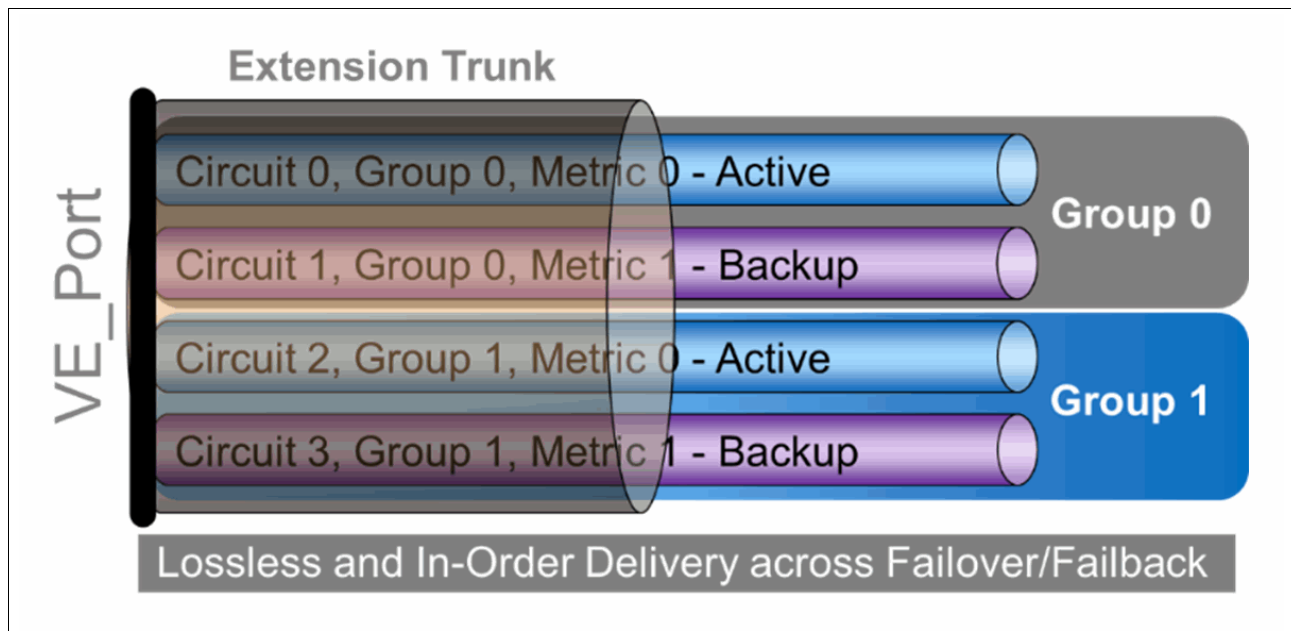 Extension Trunk
VE_Port
Circuit 0, Group 0, Metric 0 - Active
Circuit 1, Group 0, Metric 1 - Backup
Group 0
Circuit 2, Group 1, Metric 0 - Active
Circuit 3, Group 1, Metric 1 - Backup
Group 1
Lossless and In-Order Delivery across Failover/Failback